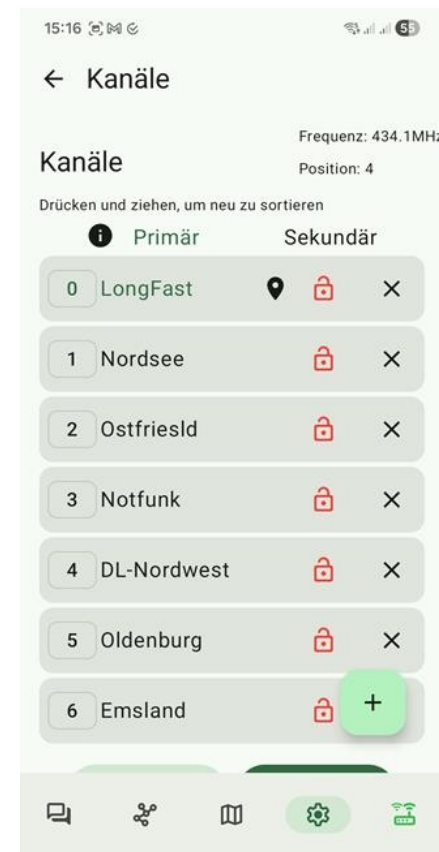 15:16 55
Kanäle
Frequenz: 434.1MHz
Kanäle
Position: 4
Drücken und ziehen, um neu zu sortieren
Primär Sekundär
0 LongFast
1 Nordsee
2 Ostfriesld
3 Notfunk
4 DL-Nordwest
5 Oldenburg
6 Emsland